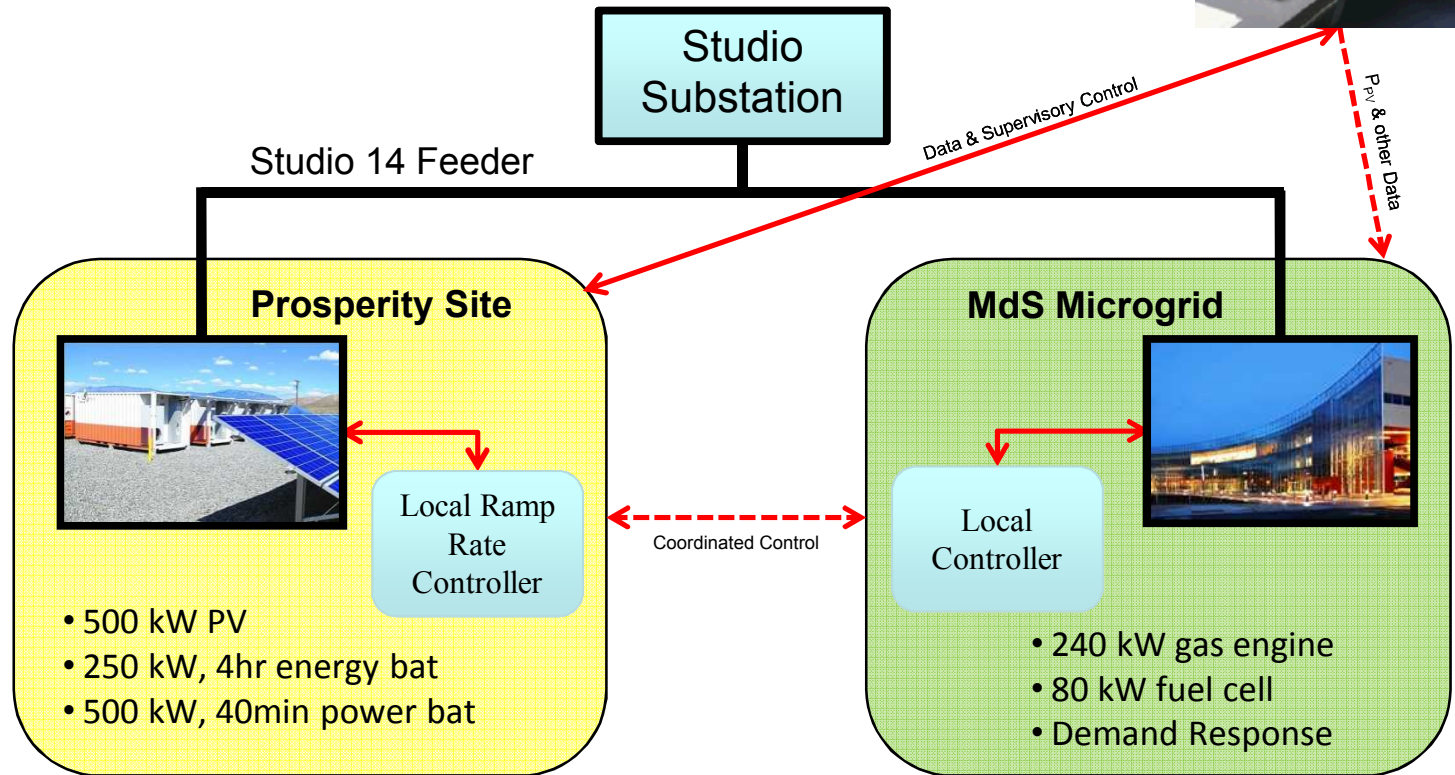 Studio
Substation
Data & Supervisory Control
P_PV & other Data
Studio 14 Feeder
Prosperity Site
Local Ramp
Rate
Controller
• 500 kW PV
• 250 kW, 4hr energy bat
• 500 kW, 40min power bat
Coordinated Control
MdS Microgrid
Local
Controller
• 240 kW gas engine
• 80 kW fuel cell
• Demand Response